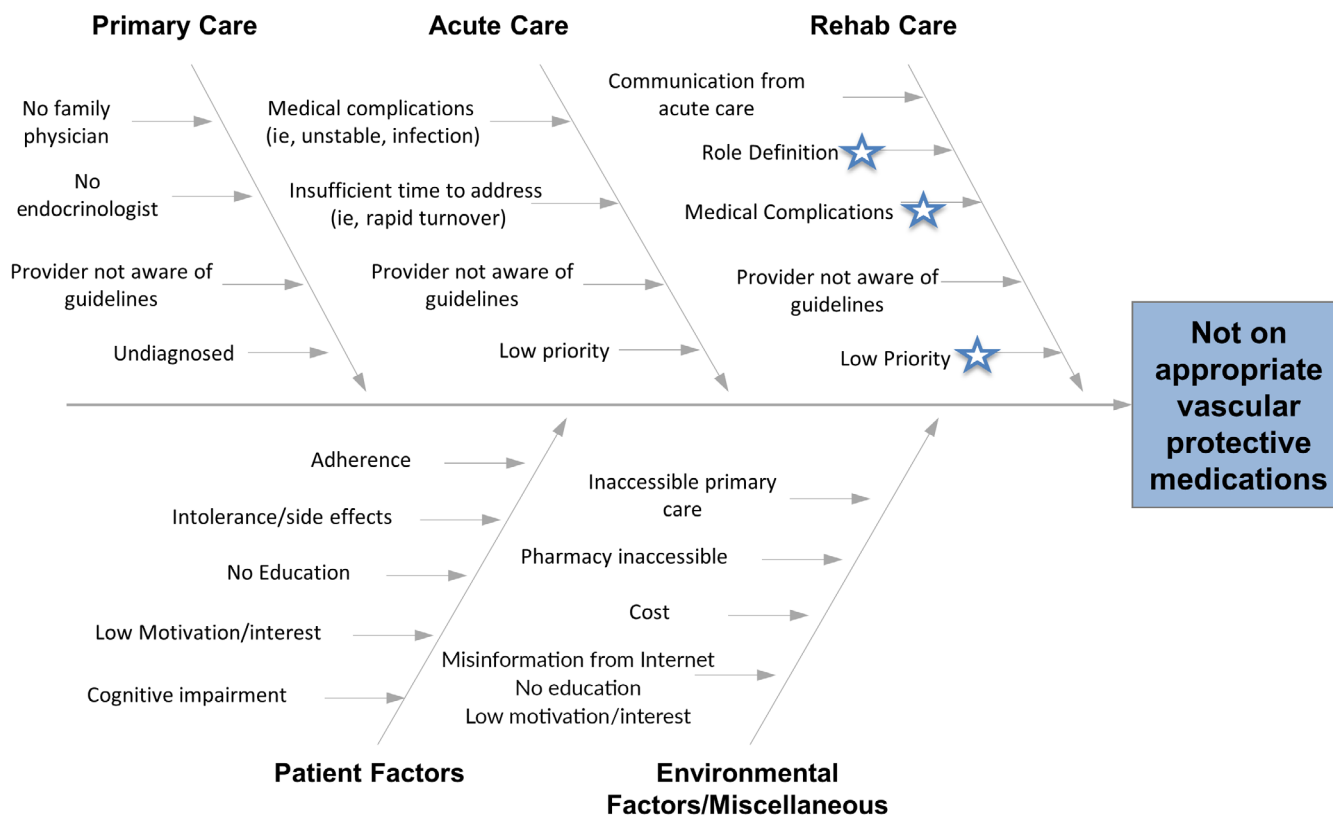 Primary Care
Acute Care
Rehab Care
No family
physician
No
endocrinologist
Provider not aware of
guidelines
Undiagnosed
Medical complications
(ie, unstable, infection)
Insufficient time to address
(ie, rapid turnover)
Provider not aware of
guidelines
Low priority
Communication from
acute care
Role Definition
Medical Complications
Provider not aware of
guidelines
Low Priority
Not on
appropriate
vascular
protective
medications
Adherence
Intolerance/side effects
No Education
Low Motivation/interest
Cognitive impairment
Patient Factors
Inaccessible primary
care
Pharmacy inaccessible
Cost
Misinformation from Internet
No education
Low motivation/interest
Environmental
Factors/Miscellaneous